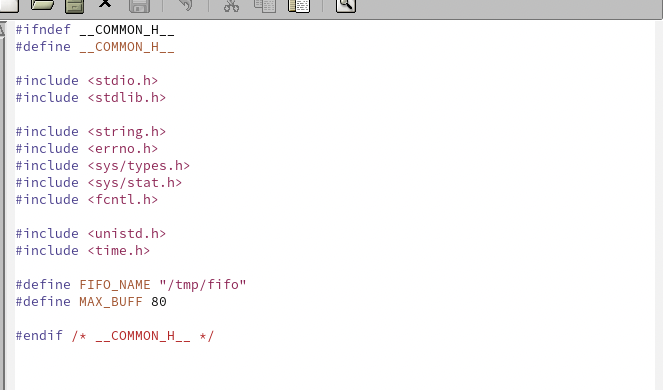 #ifndef __COMMON_H__
#define __COMMON_H__
#include <stdio.h>
#include <stdlib.h>
#include <string.h>
#include <errno.h>
#include <sys/types.h>
#include <sys/stat.h>
#include <fcntl.h>
#include <unistd.h>
#include <time.h>
#define FIFO_NAME "/tmp/fifo"
#define MAX_BUFF 80
#endif /* __COMMON_H__ */